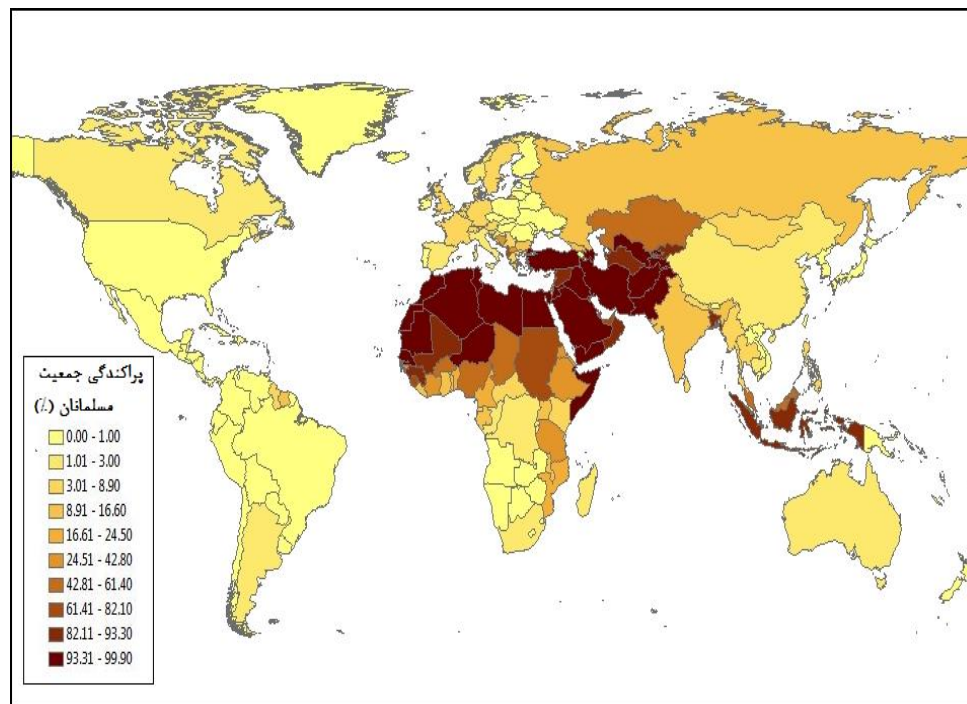 پراکندگی جمعیت
مسلمانان (٪)
0.00 - 1.00
1.01 - 3.00
3.01 - 8.90
8.91 - 16.60
16.61 - 24.50
24.51 - 42.80
42.81 - 61.40
61.41 - 82.10
82.11 - 93.30
93.31 - 99.90